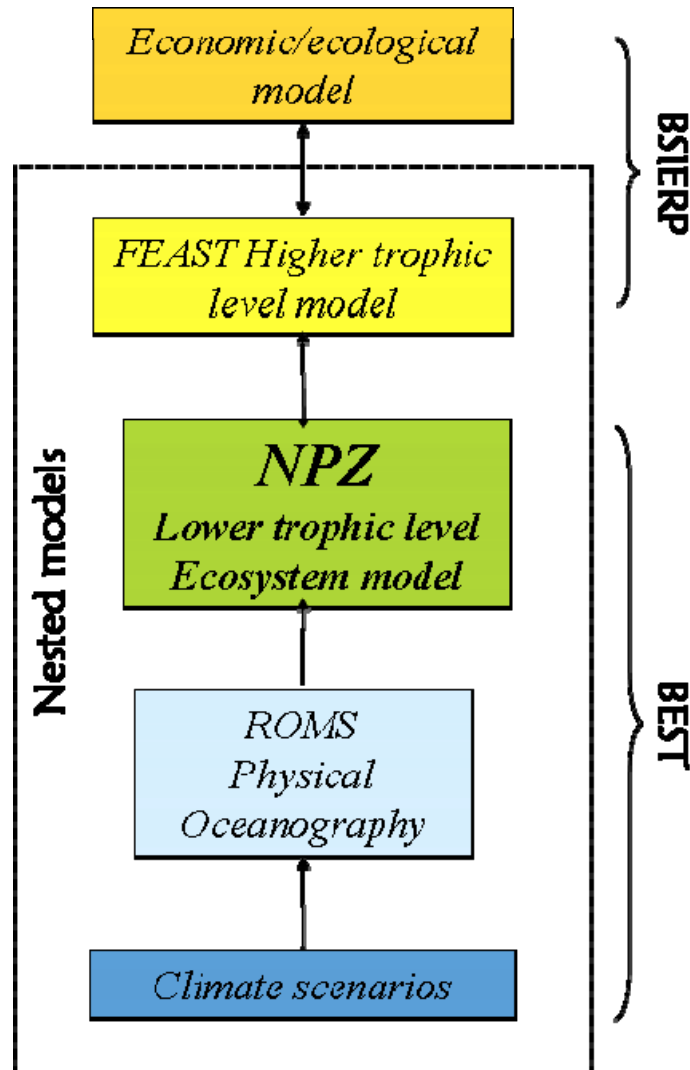 Economic/ecological
model
BSIERP
FEAST Higher trophic
level model
Nested models
NPZ
Lower trophic level
Ecosystem model
BEST
ROMS
Physical
Oceanography
Climate scenarios